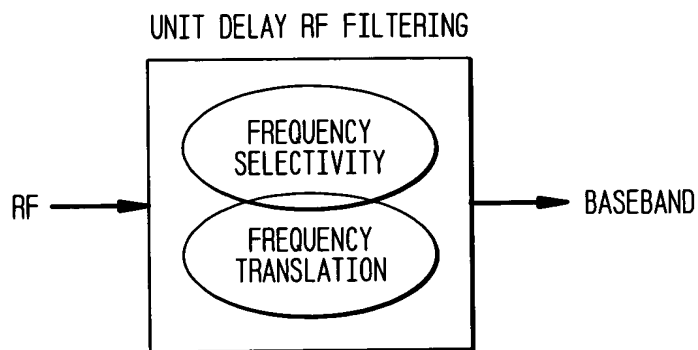 UNIT DELAY RF FILTERING
FREQUENCY
SELECTIVITY
RF
BASEBAND
FREQUENCY
TRANSLATION